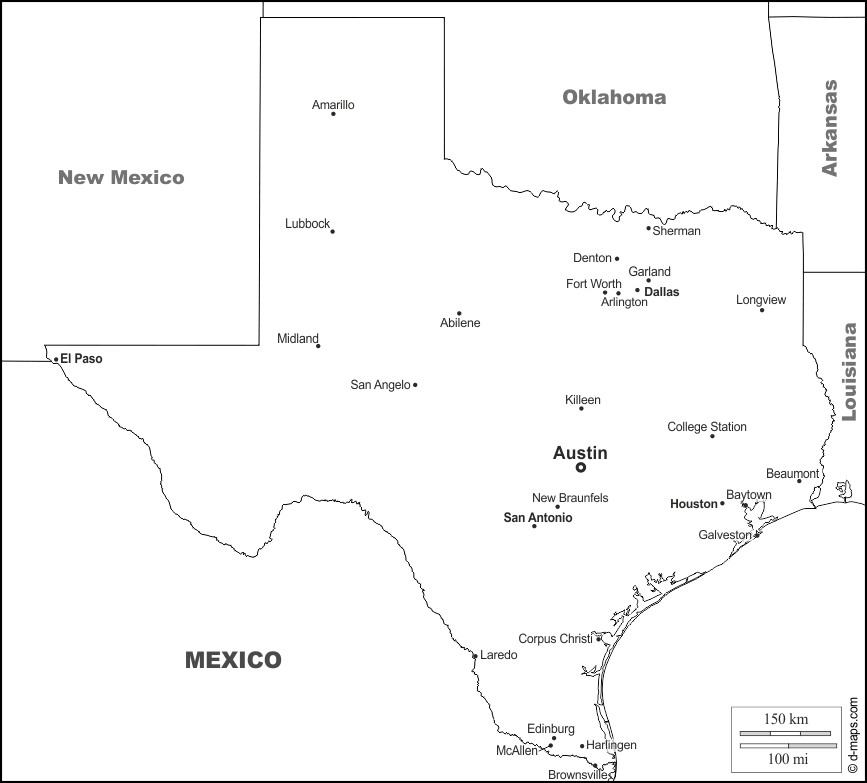 Oklahoma
Arkansas
Amarillo
New Mexico
Lubbock
Sherman
Denton
Garland
Fort Worth
Dallas
Arlington
Longview
Abilene
Midland
El Paso
Louisiana
San Angelo
Killeen
College Station
Austin
Beaumont
New Braunfels
Baytown
Houston
San Antonio
Galveston
Corpus Christi
Laredo
MEXICO
Edinburg
McAllen
Harlingen
Brownsville
150 km
100 mi
© d-maps.com